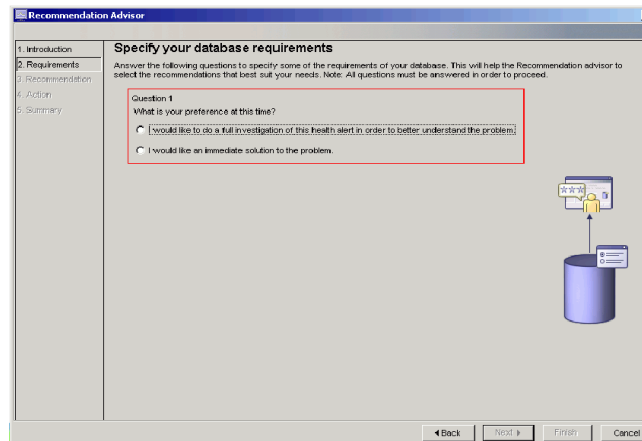 Recommendation Advisor
1. Introduction
2. Requirements
3. Recommendation
4. Action
5. Summary
Specify your database requirements
Answer the following questions to specify some of the requirements of your database. This will help the Recommendation advisor to
select the recommendations that best suit your needs. Note: All questions must be answered in order to proceed.
Question 1
What is your preference at this time?
I would like to do a full investigation of this health alert in order to better understand the problem.
I would like an immediate solution to the problem.
Back
Next
Finish
Cancel